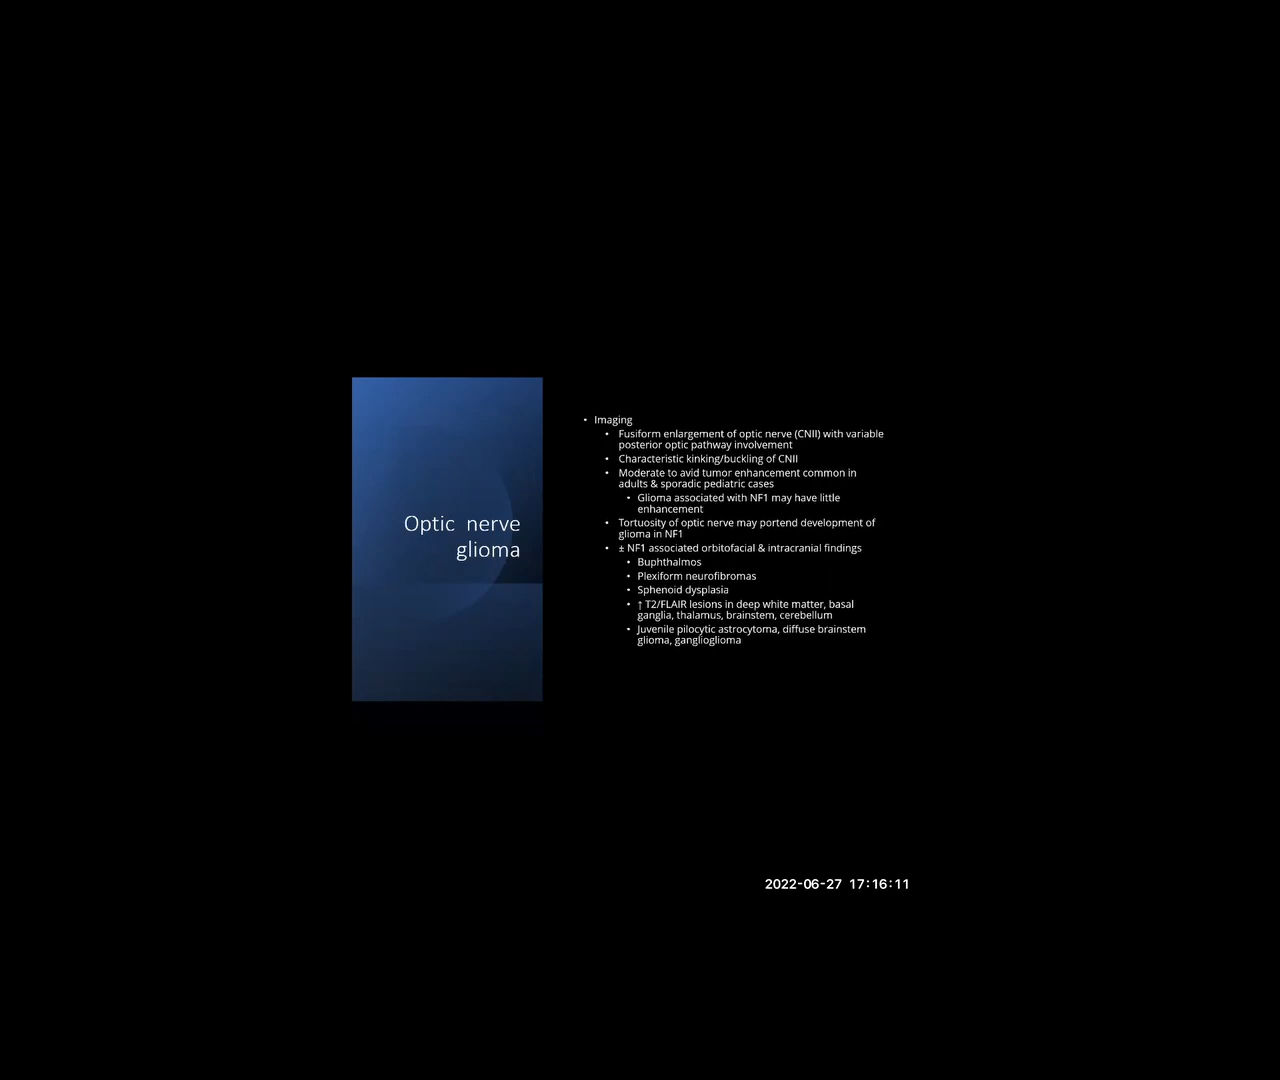 Optic nerve
glioma
• Imaging
• Fusiform enlargement of optic nerve (CNII) with variable
posterior optic pathway involvement
• Characteristic kinking/buckling of CNII
• Moderate to avid tumor enhancement common in
adults & sporadic pediatric cases
• Glioma associated with NF1 may have little
enhancement
• Tortuosity of optic nerve may portend development of
glioma in NF1
• ± NF1 associated orbitofacial & intracranial findings
• Buphthalmos
• Plexiform neurofibromas
• Sphenoid dysplasia
• ↑ T2/FLAIR lesions in deep white matter, basal
ganglia, thalamus, brainstem, cerebellum
• Juvenile pilocytic astrocytoma, diffuse brainstem
glioma, ganglioglioma
2022-06-27 17:16:11